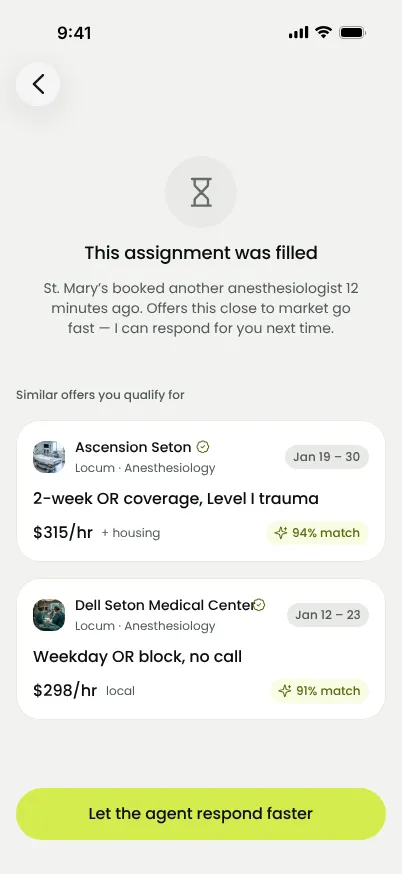 9:41
This assignment was filled
St. Mary’s booked another anesthesiologist 12
minutes ago. Offers this close to market go
fast — I can respond for you next time.
Similar offers you qualify for
Ascension Seton
Locum · Anesthesiology
Jan 19 – 30
2-week OR coverage, Level I trauma
$315/hr + housing
94% match
Dell Seton Medical Center
Locum · Anesthesiology
Jan 12 – 23
Weekday OR block, no call
$298/hr local
91% match
Let the agent respond faster